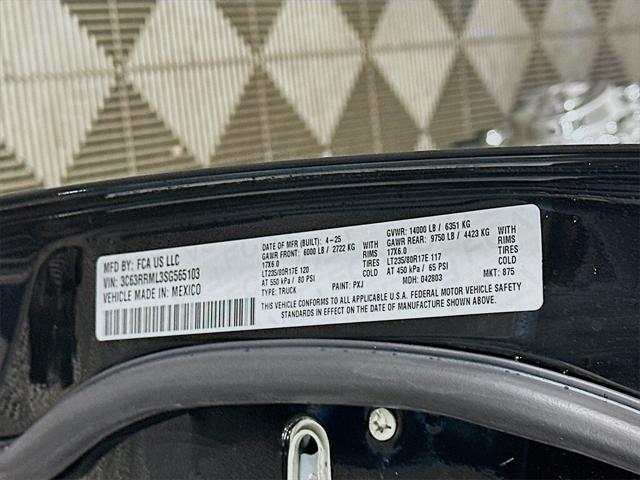 MFD BY: FCA US LLC
VIN: 3C63RRML3SG565103
VEHICLE MADE IN: MEXICO
DATE OF MFR (BUILT): 4-25
GAWR FRONT: 6000 LB / 2722 KG WITH
17X6.0 RIMS
LT235/80R17E 120 TIRES
AT 550 kPa / 80 PSI COLD
TYPE: TRUCK PAINT: PXJ
GVWR: 14000 LB / 6351 KG
GAWR REAR: 9750 LB / 4423 KG WITH
17X6.0 RIMS
LT235/80R17E 117 TIRES
AT 450 kPa / 65 PSI COLD
MDH: 042803 MKT: 875
THIS VEHICLE CONFORMS TO ALL APPLICABLE U.S.A. FEDERAL MOTOR VEHICLE SAFETY
STANDARDS IN EFFECT ON THE DATE OF MANUFACTURE SHOWN ABOVE